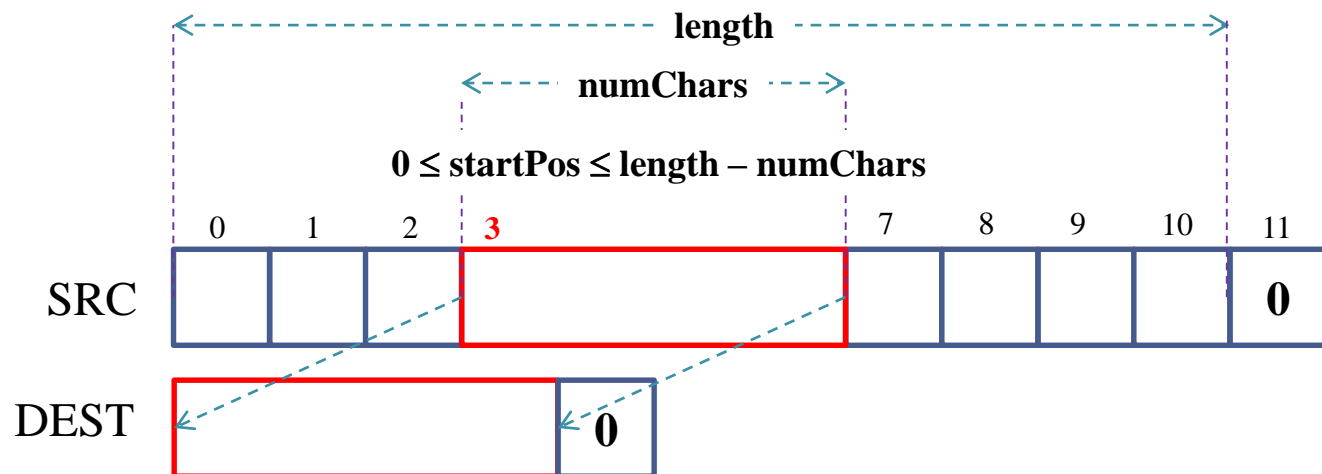 length
numChars
0 ≤ startPos ≤ length – numChars
0 1 2 3 7 8 9 10 11
SRC 0
DEST 0